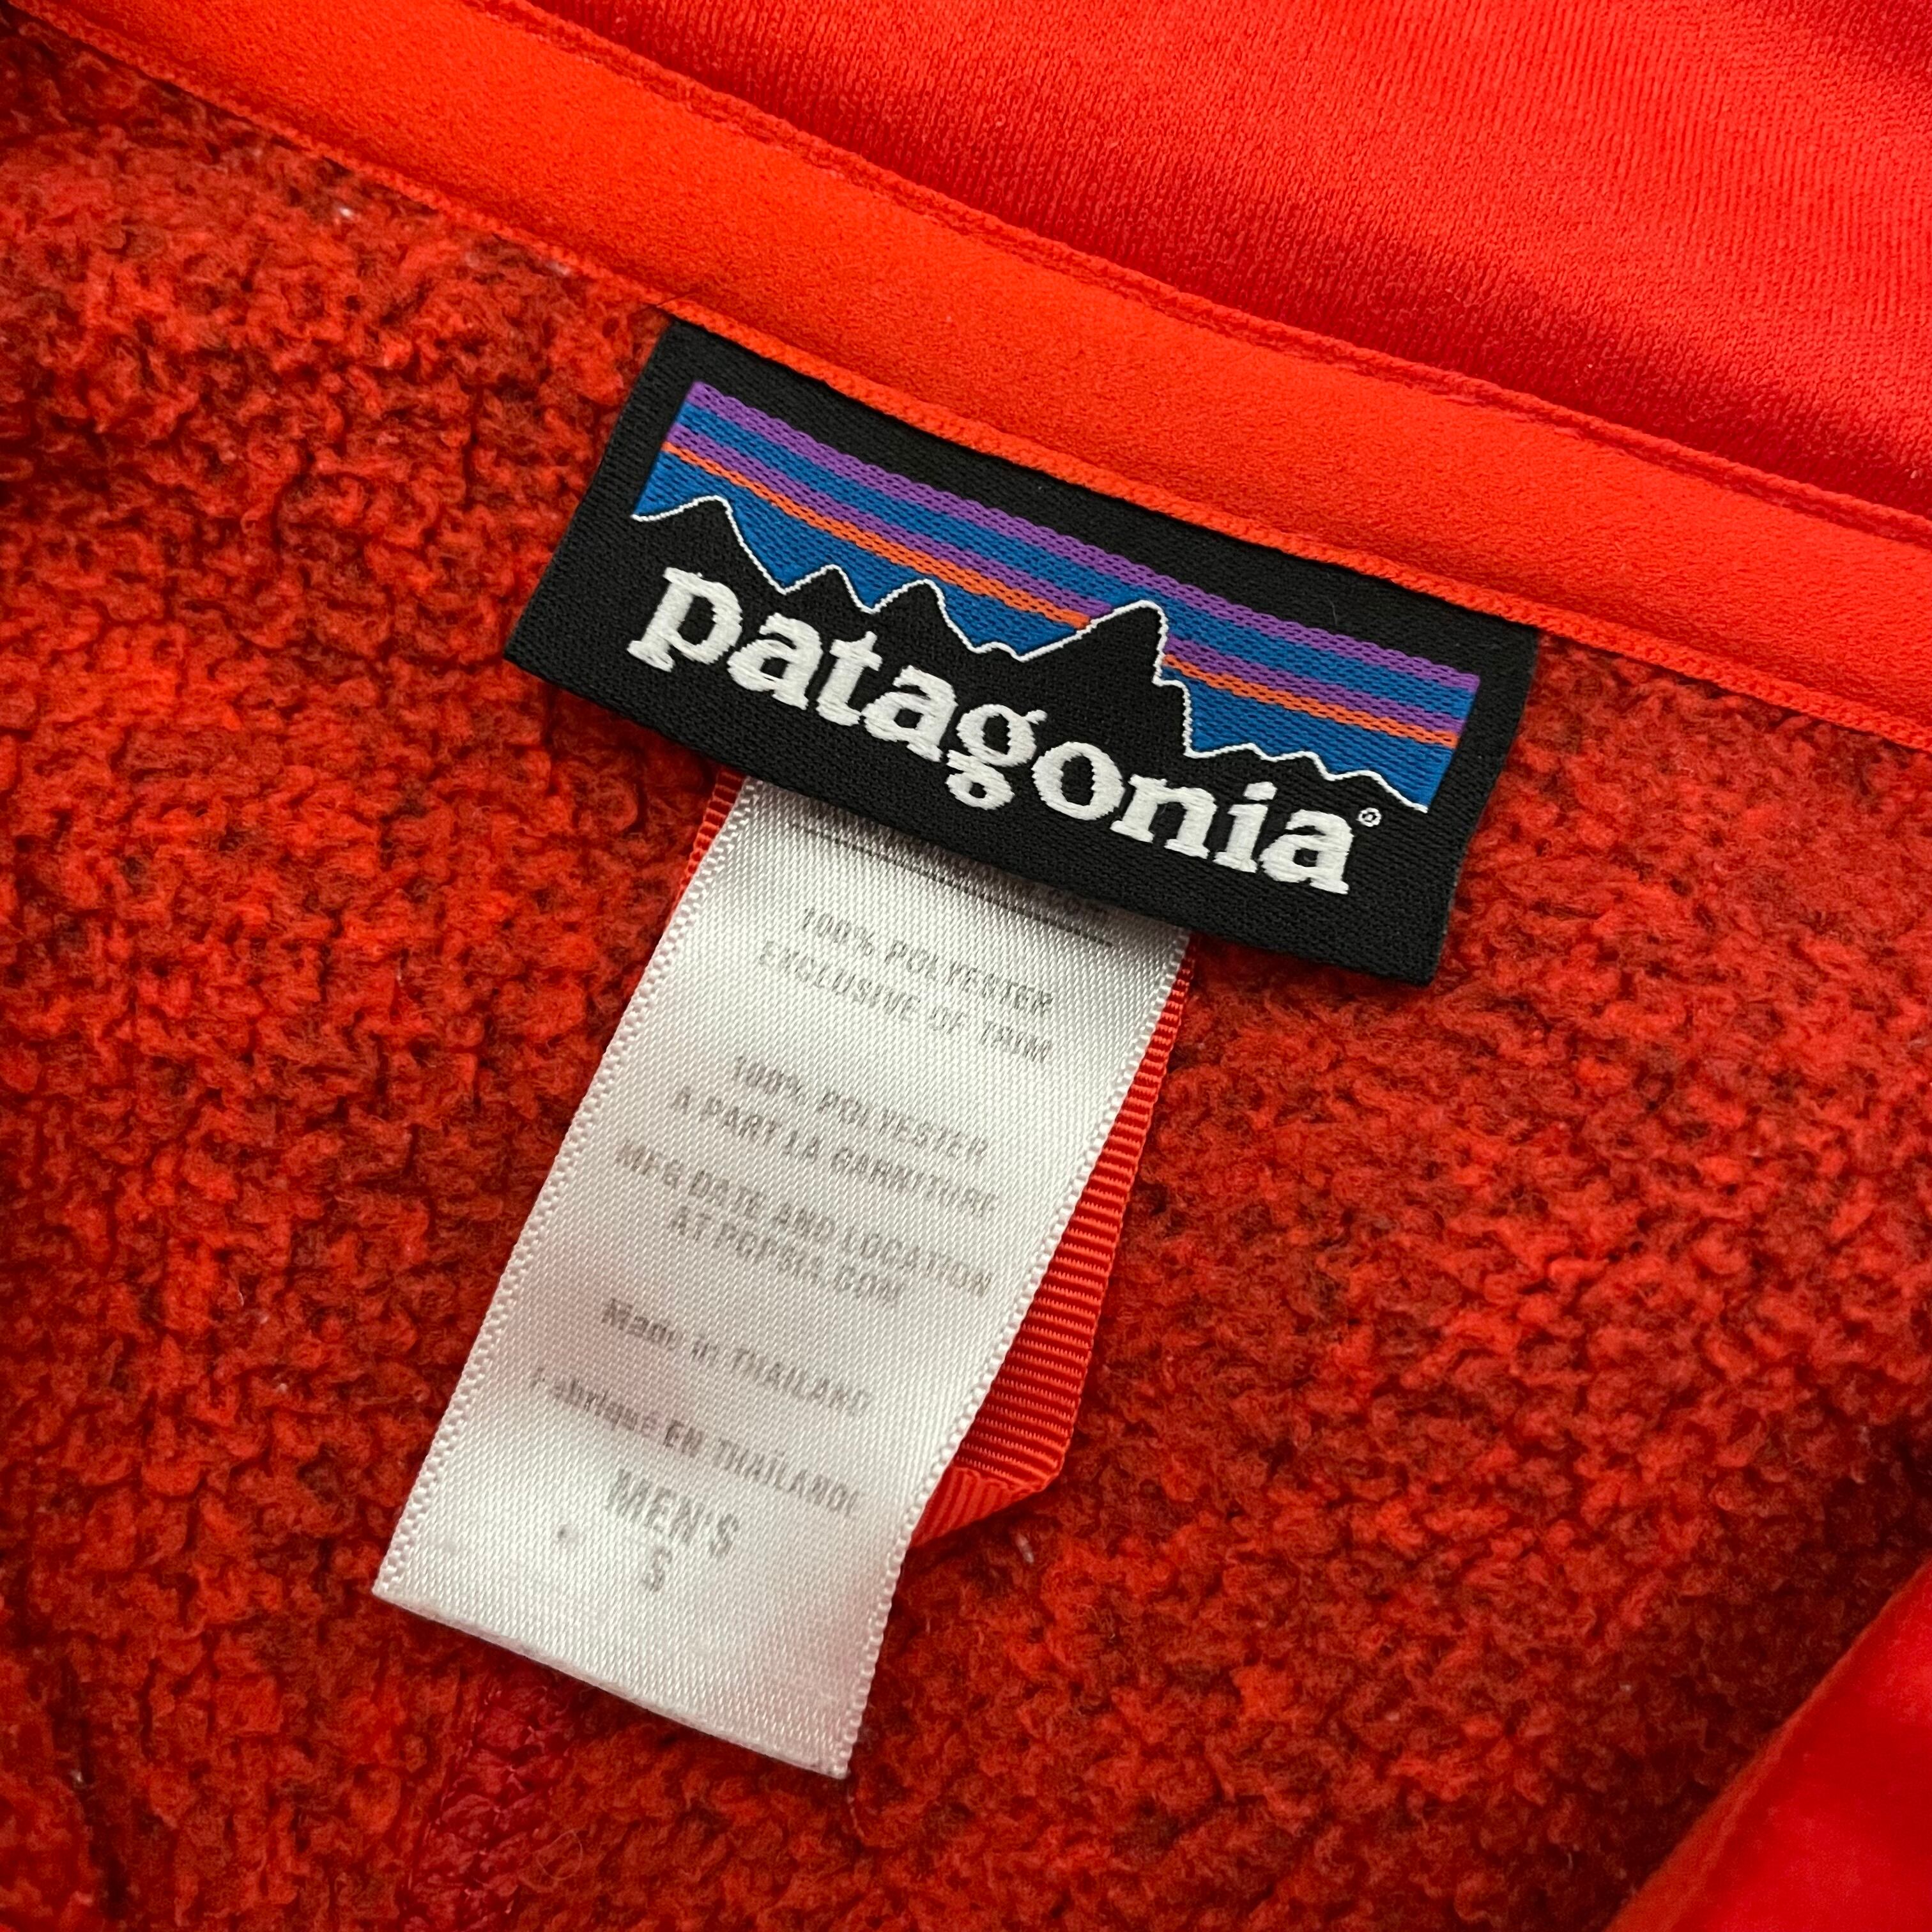 patagonia®
100% POLYESTER
EXCLUSIVE OF TRIM
100% POLYESTER
À PART LA GARNITURE
MFG DATE AND LOCATION
AT PGPSLI.COM
Made in THAILAND
Fabriqué EN THAÏLANDE
MEN'S
S